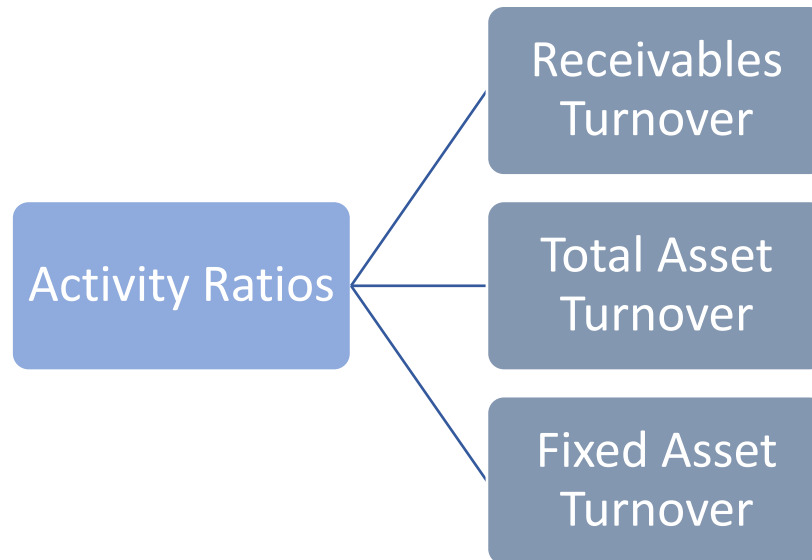 Receivables
Turnover
Activity Ratios
Total Asset
Turnover
Fixed Asset
Turnover